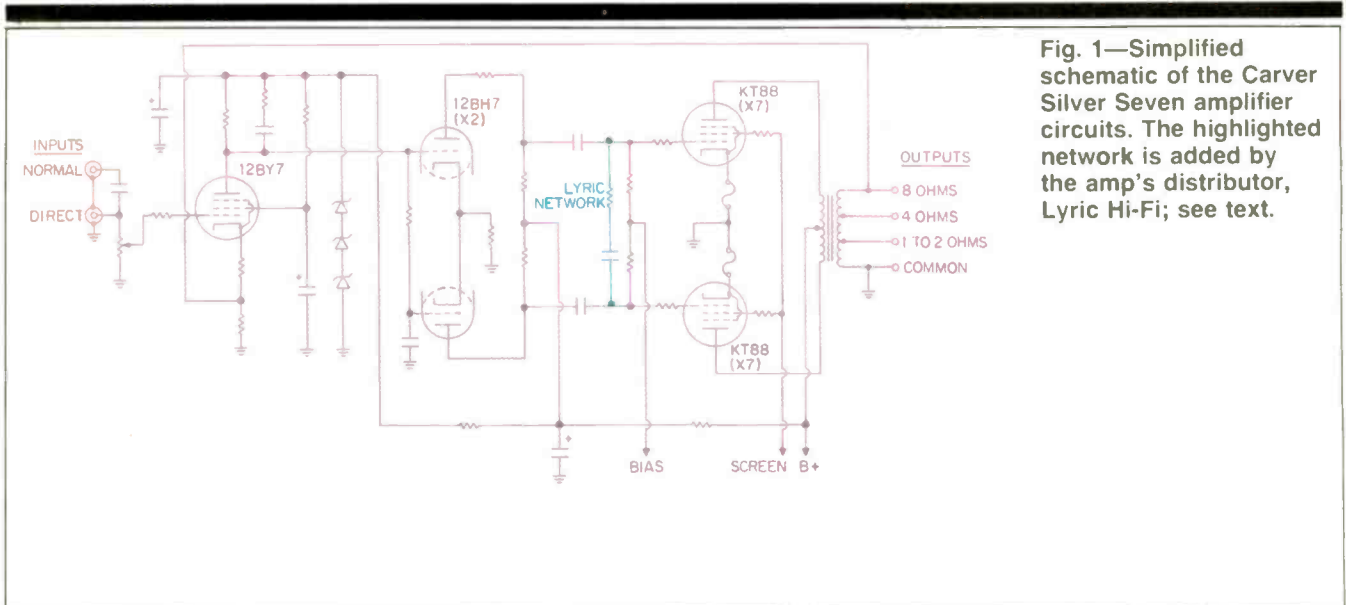 Fig. 1—Simplified
schematic of the Carver
Silver Seven amplifier
circuits. The highlighted
network is added by
the amp's distributor,
Lyric Hi-Fi; see text.
INPUTS
NORMAL
DIRECT
12BY7
12BH7
(X2)
LYRIC
NETWORK
KT88
(X7)
KT88
(X7)
OUTPUTS
8 OHMS
4 OHMS
1 TO 2 OHMS
COMMON
BIAS
SCREEN
B+